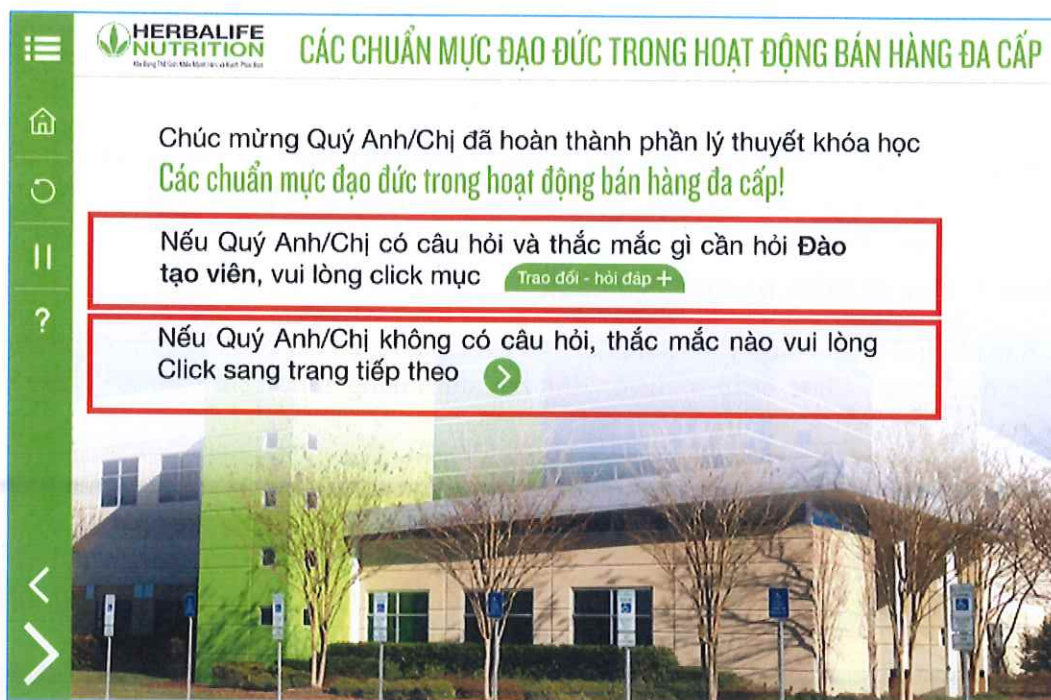 HERBALIFE
NUTRITION
CÁC CHUẨN MỰC ĐẠO ĐỨC TRONG HOẠT ĐỘNG BÁN HÀNG ĐA CẤP
Chúc mừng Quý Anh/Chị đã hoàn thành phần lý thuyết khóa học
Các chuẩn mực đạo đức trong hoạt động bán hàng đa cấp!
Nếu Quý Anh/Chị có câu hỏi và thắc mắc gì cần hỏi Đào
tạo viên, vui lòng click mục Trao đổi - hỏi đáp +
Nếu Quý Anh/Chị không có câu hỏi, thắc mắc nào vui lòng
Click sang trang tiếp theo
?